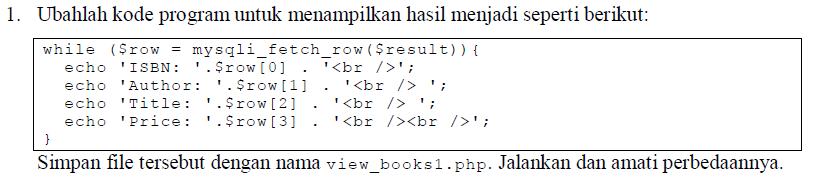 1. Ubahlah kode program untuk menampilkan hasil menjadi seperti berikut:
while ($row = mysqli_fetch_row($result)){
  echo 'ISBN: '.$row[0] . '<br />';
  echo 'Author: '.$row[1] . '<br /> ';
  echo 'Title: '.$row[2] . '<br /> ';
  echo 'Price: '.$row[3] . '<br /><br />';
}
Simpan file tersebut dengan nama view_books1.php. Jalankan dan amati perbedaannya.